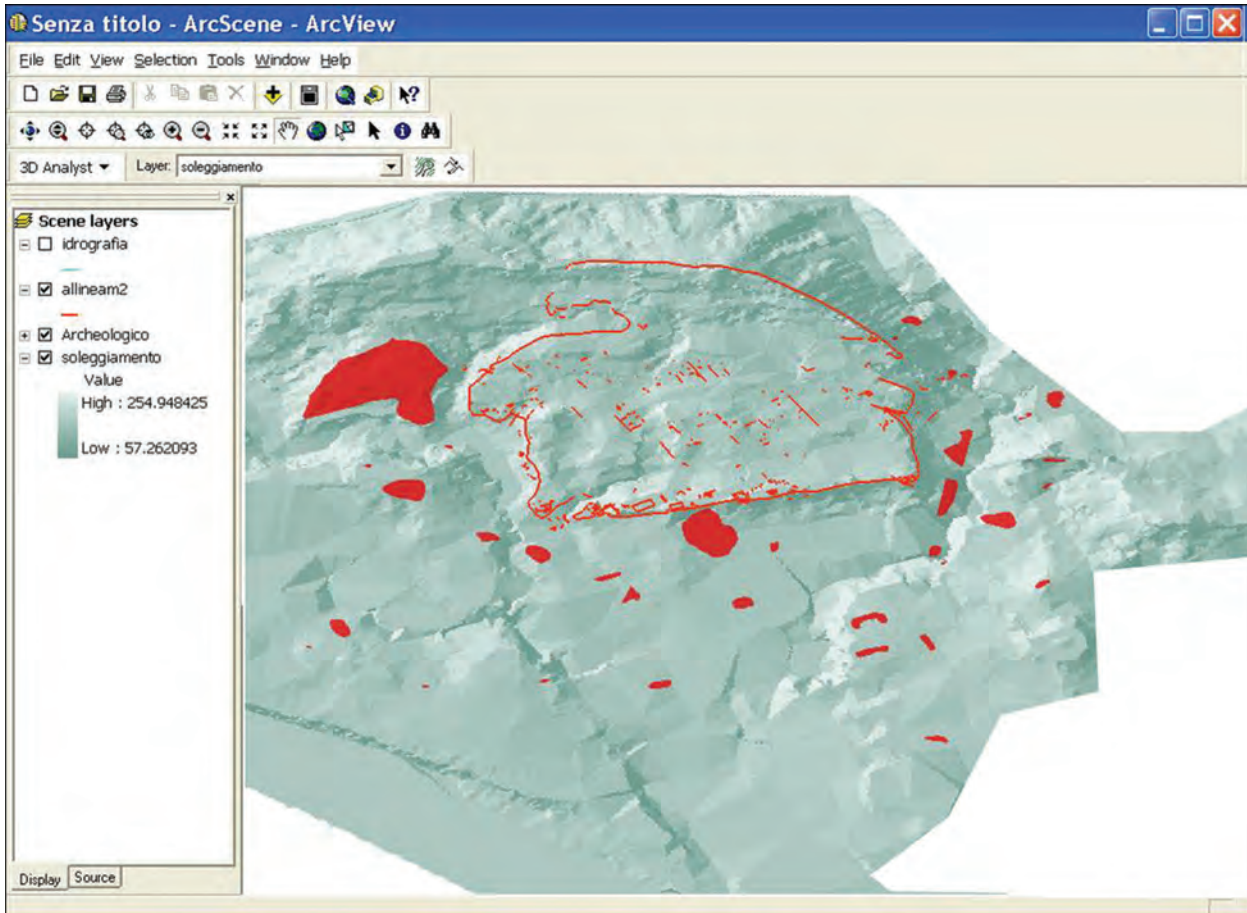 Senza titolo - ArcScene - ArcView
File Edit View Selection Tools Window Help
3D Analyst Layer: soleggiamento
Scene layers
idrografia
allineam2
Archeologico
soleggiamento
Value
High : 254.948425
Low : 57.262093
Display Source